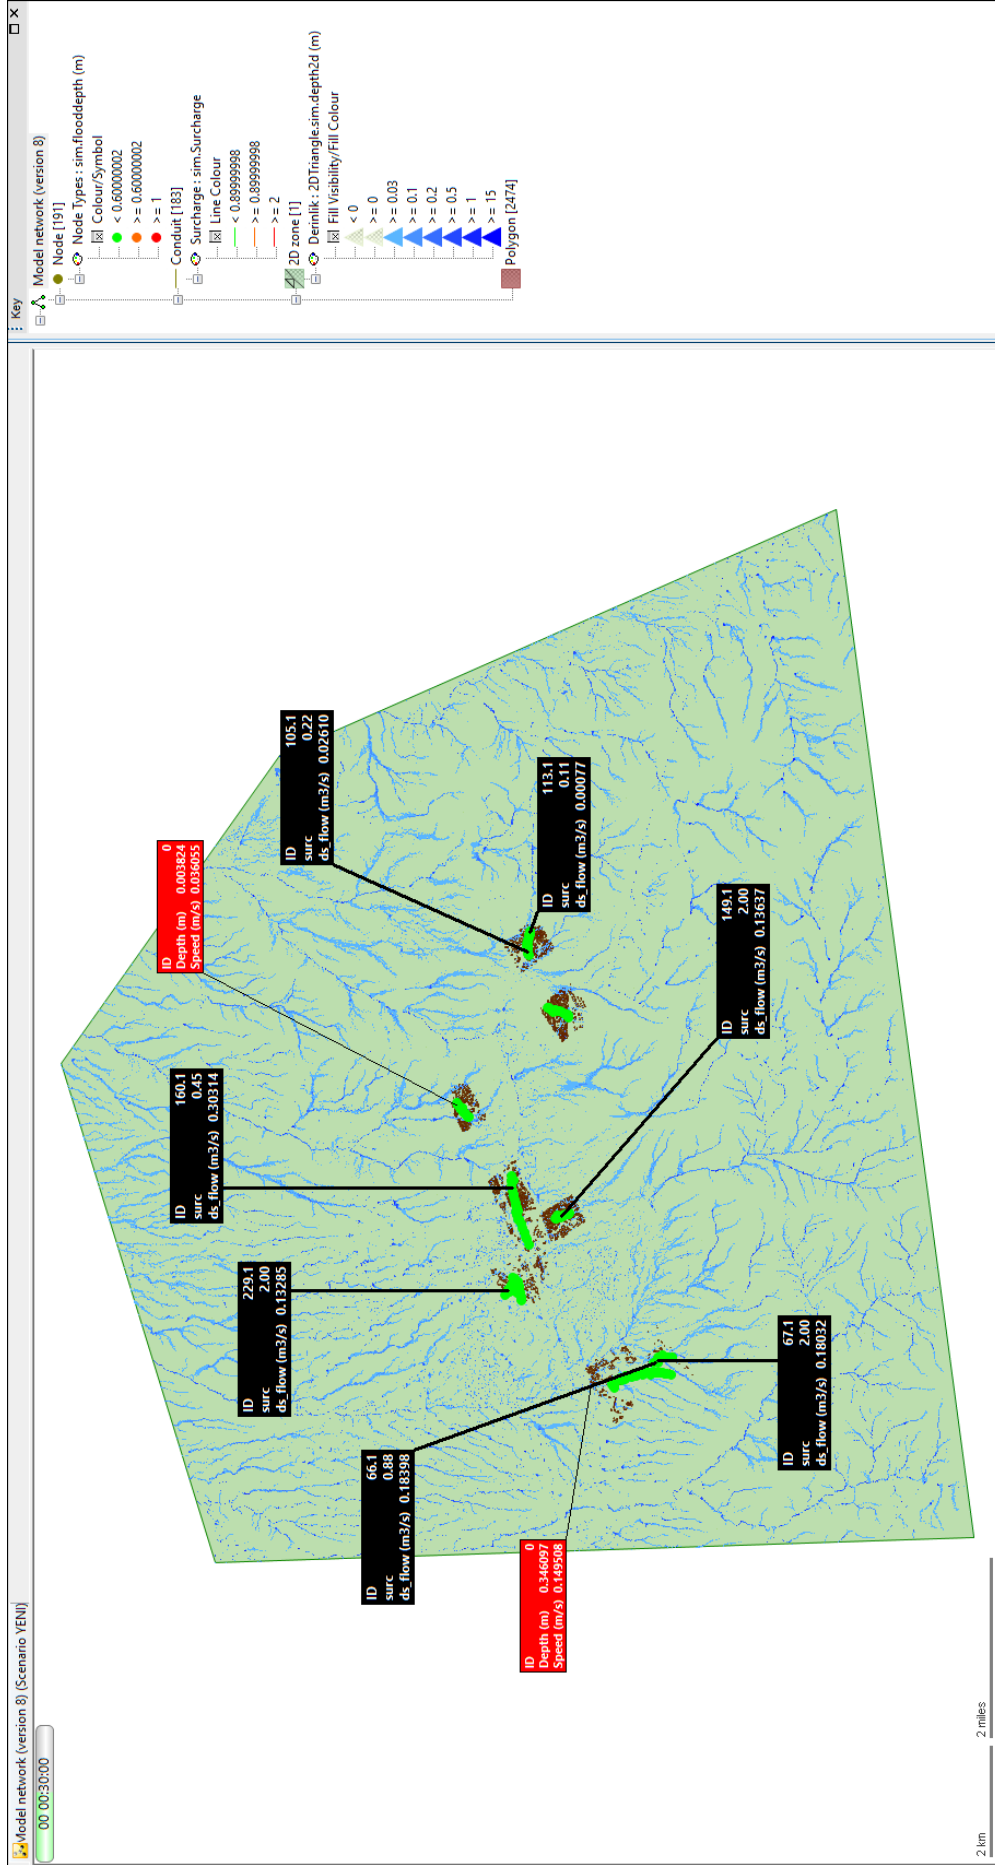 Model network (version 8) (Scenario YENI)
00 00:30:00
ID 0
Depth (m) 0.003824
Speed (m/s) 0.036055
ID 160.1
surc 0.45
ds_flow (m3/s) 0.30314
ID 229.1
surc 2.00
ds_flow (m3/s) 0.13285
ID 105.1
surc 0.22
ds_flow (m3/s) 0.02610
ID 66.1
surc 0.88
ds_flow (m3/s) 0.18398
ID 0
Depth (m) 0.346097
Speed (m/s) 0.149508
ID 113.1
surc 0.11
ds_flow (m3/s) 0.00077
ID 149.1
surc 2.00
ds_flow (m3/s) 0.13637
ID 67.1
surc 2.00
ds_flow (m3/s) 0.18032
2 km
2 miles
Key
Model network (version 8)
Node [191]
Node Types : sim.flooddepth (m)
Colour/Symbol
< 0.60000002
>= 0.60000002
>= 1
Conduit [183]
Surcharge : sim.Surcharge
Line Colour
< 0.89999998
>= 0.89999998
>= 2
2D zone [1]
Derinlik : 2DTriangle.sim.depth2d (m)
Fill Visibility/Fill Colour
< 0
>= 0
>= 0.03
>= 0.1
>= 0.2
>= 0.5
>= 1
>= 15
Polygon [2474]